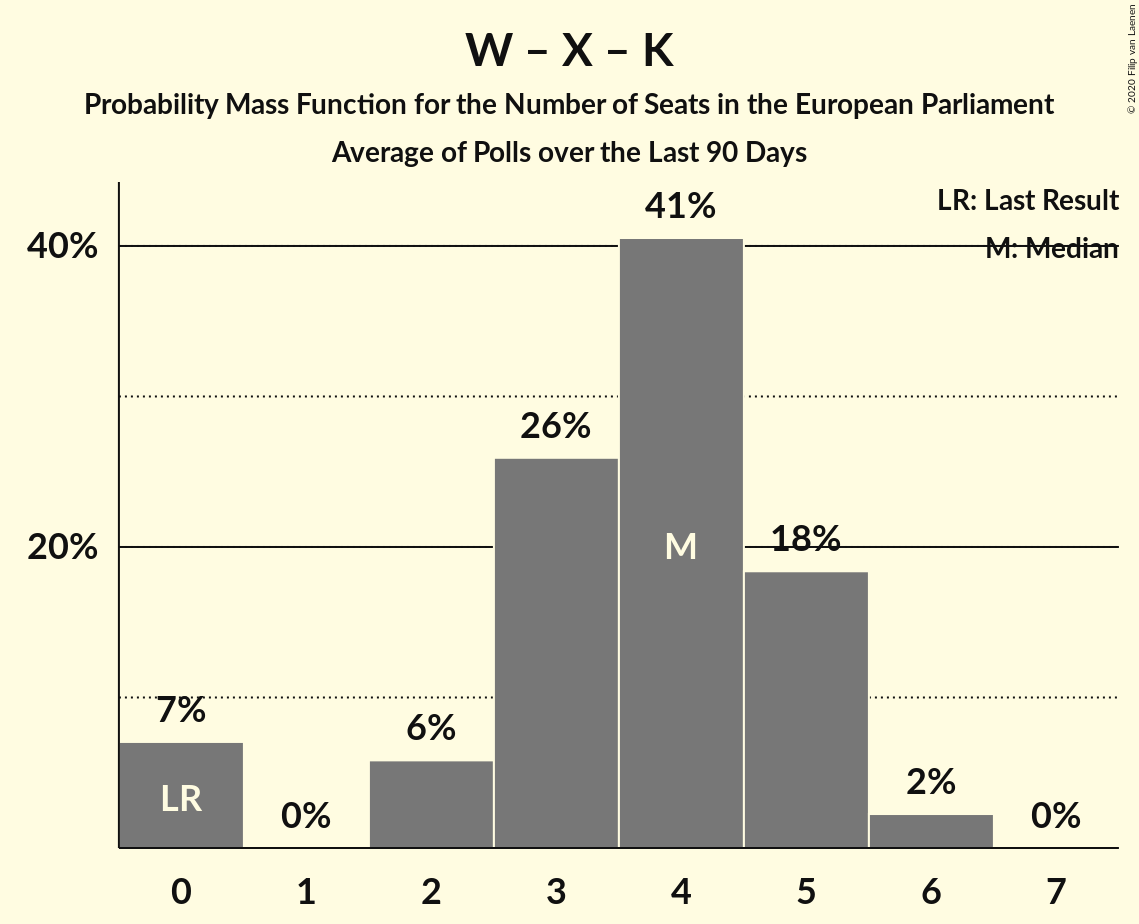 W – X – K
Probability Mass Function for the Number of Seats in the European Parliament
Average of Polls over the Last 90 Days
© 2020 Filip van Laenen
LR: Last Result
M: Median
40%
20%
7%
0%
6%
26%
41%
18%
2%
0%
LR
M
0 1 2 3 4 5 6 7